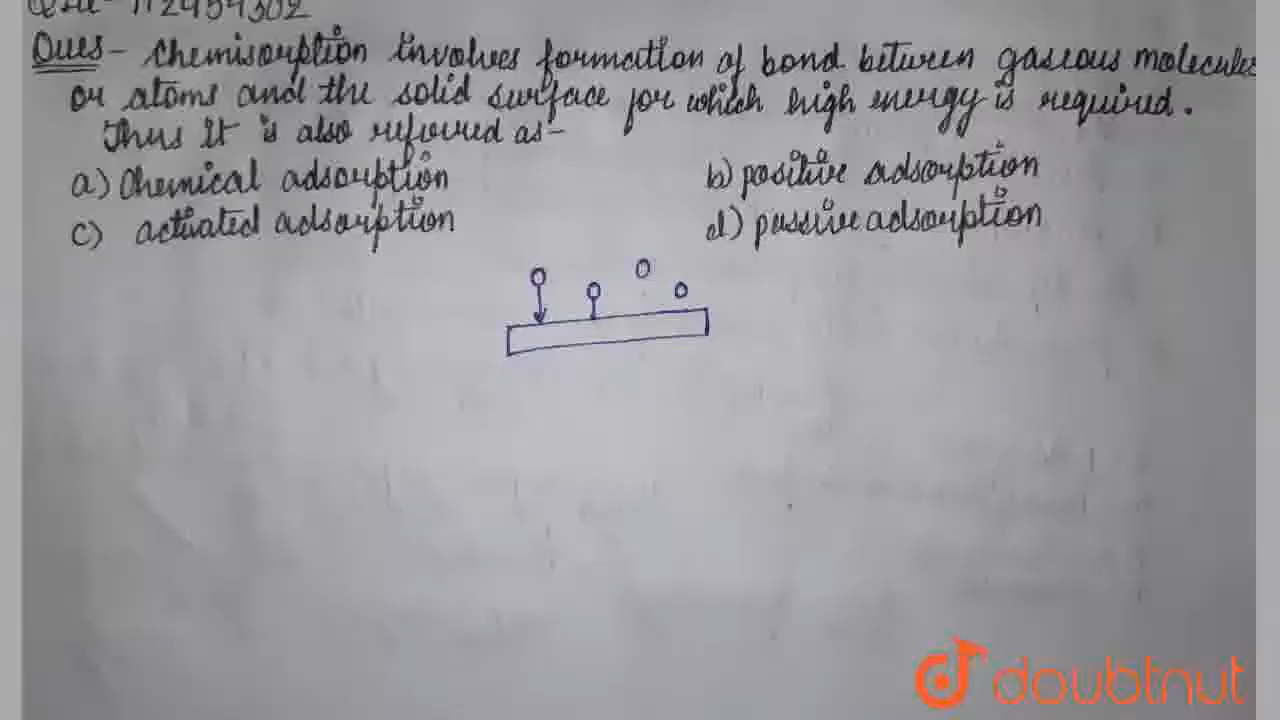 Ques - Chemisorption involves formation of bond between gaseous molecules
or atoms and the solid surface for which high energy is required.
Thus it is also referred as -
a) Chemical adsorption b) positive adsorption
c) activated adsorption d) passive adsorption
doubtnut